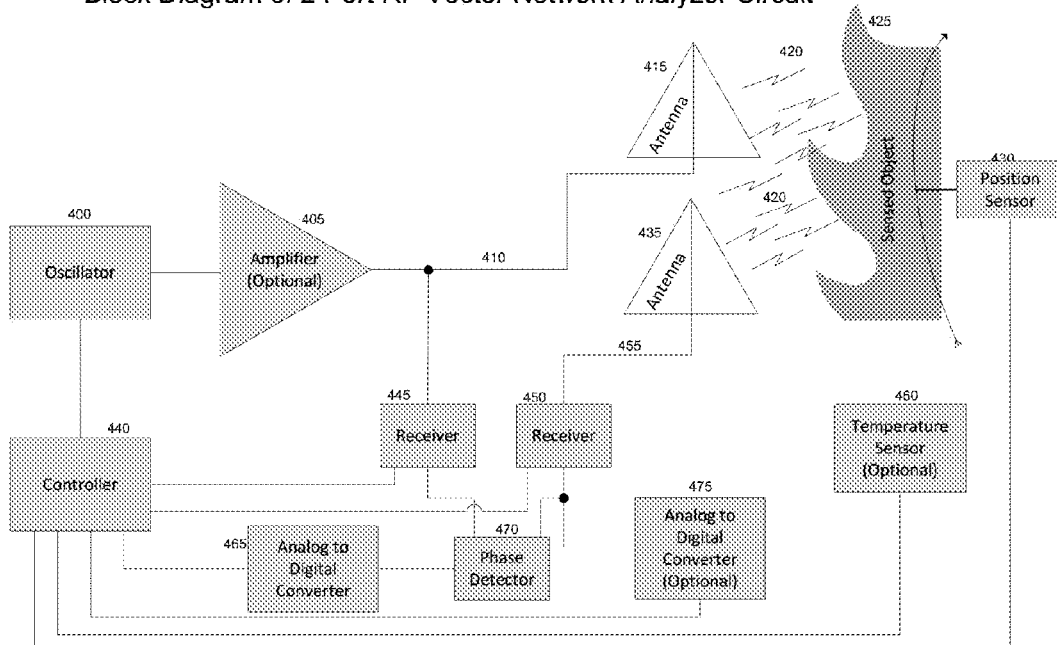 Block Diagram of 2 Port RF Vector Network Analyzer Circuit
425
420
415
Antenna
Sensed Object
430
Position
Sensor
400
Oscillator
405
Amplifier
(Optional)
410
420
435
Antenna
455
445
Receiver
450
Receiver
460
Temperature
Sensor
(Optional)
440
Controller
475
Analog to
Digital
Converter
(Optional)
465
Analog to
Digital
Converter
470
Phase
Detector